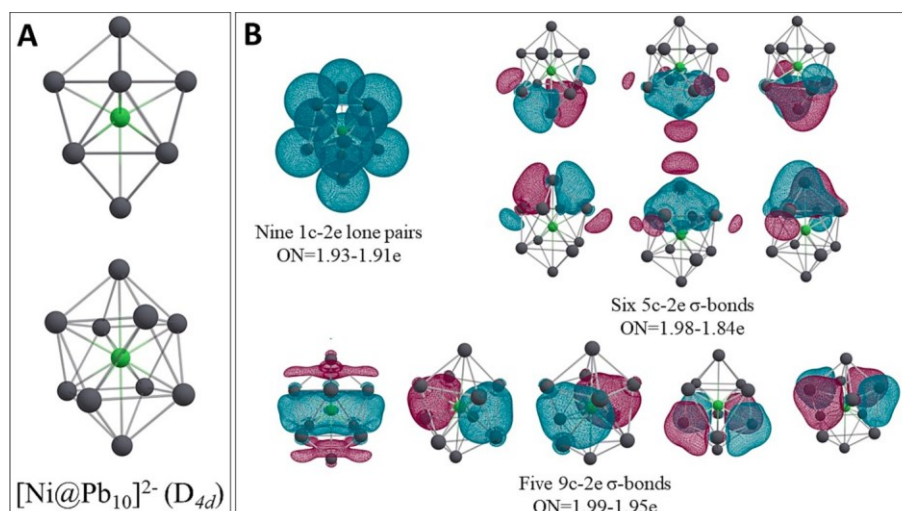 A
[Ni@Pb10]2- (D4d)
B
Nine 1c-2e lone pairs
ON=1.93-1.91e
Six 5c-2e σ-bonds
ON=1.98-1.84e
Five 9c-2e σ-bonds
ON=1.99-1.95e